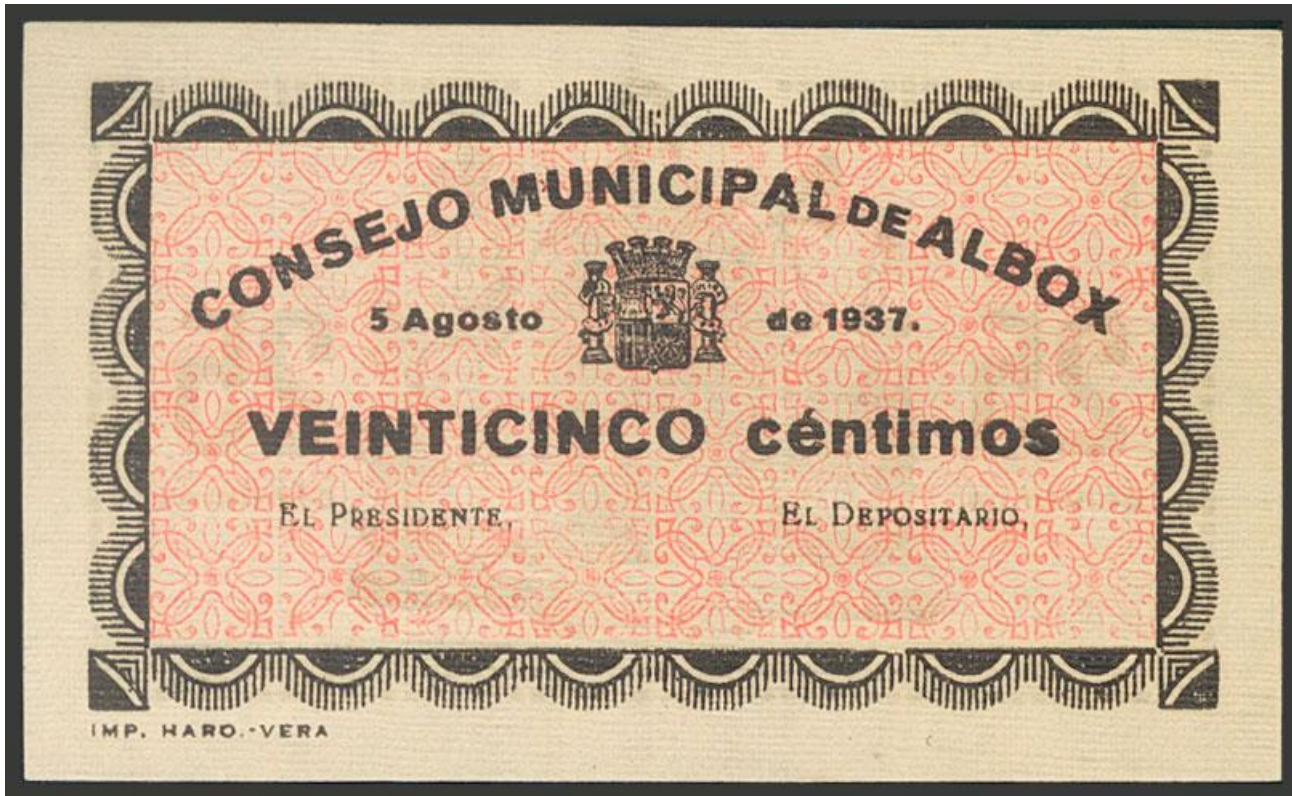 CONSEJO MUNICIPAL DE ALBOX
5 Agosto de 1937.
VEINTICINCO céntimos
EL PRESIDENTE, EL DEPOSITARIO,
IMP. HARO.-VERA